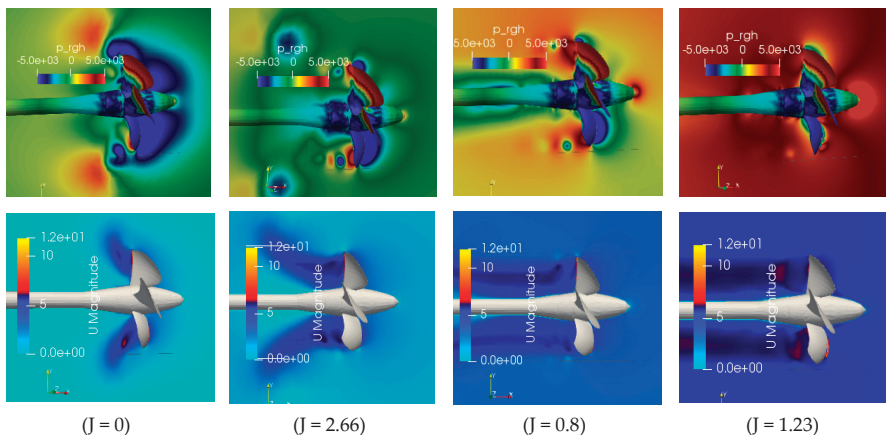 p_rgh
-5.0e+03 0 5.0e+03
p_rgh
-5.0e+03 0 5.0e+03
p_rgh
-5.0e+03 0 5.0e+03
p_rgh
-5.0e+03 0 5.0e+03
1.2e+01
10
5
0.0e+00
U Magnitude
1.2e+01
10
5
0.0e+00
U Magnitude
1.2e+01
10
5
0.0e+00
U Magnitude
1.2e+01
10
5
0.0e+00
U Magnitude
(J = 0)
(J = 2.66)
(J = 0.8)
(J = 1.23)